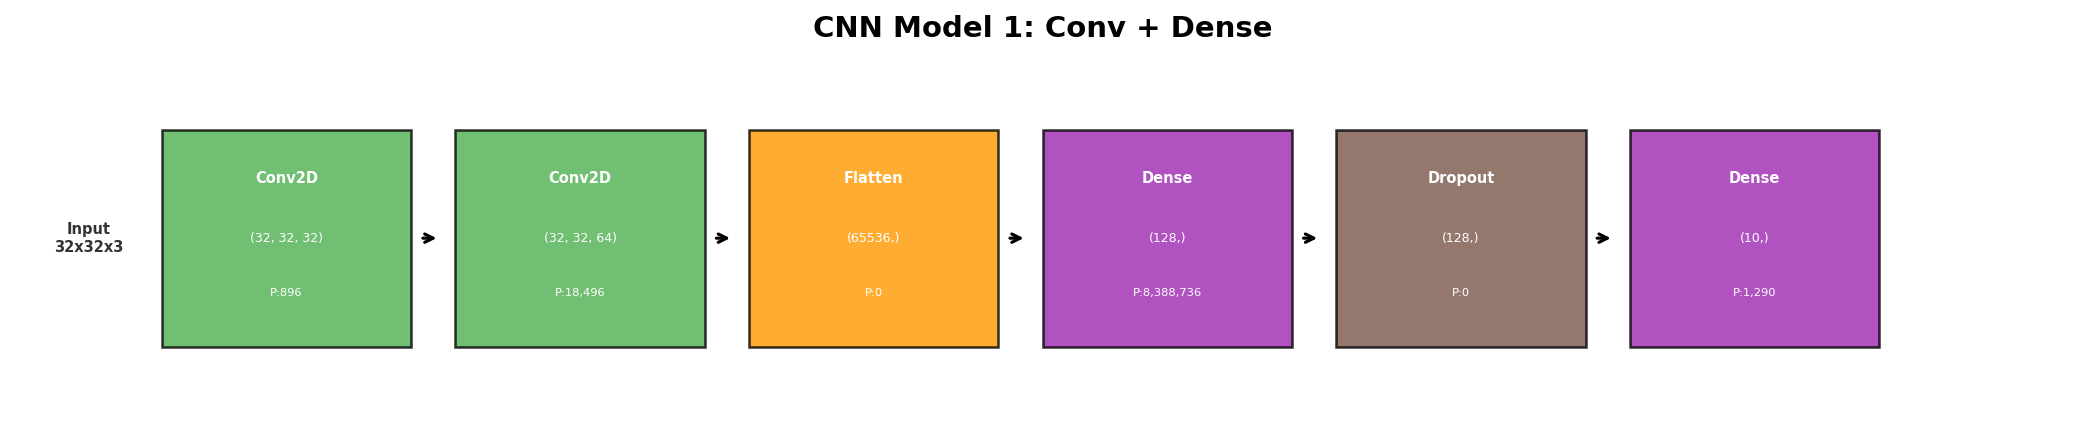 CNN Model 1: Conv + Dense
Input
32x32x3
Conv2D
(32, 32, 32)
P:896
Conv2D
(32, 32, 64)
P:18,496
Flatten
(65536,)
P:0
Dense
(128,)
P:8,388,736
Dropout
(128,)
P:0
Dense
(10,)
P:1,290